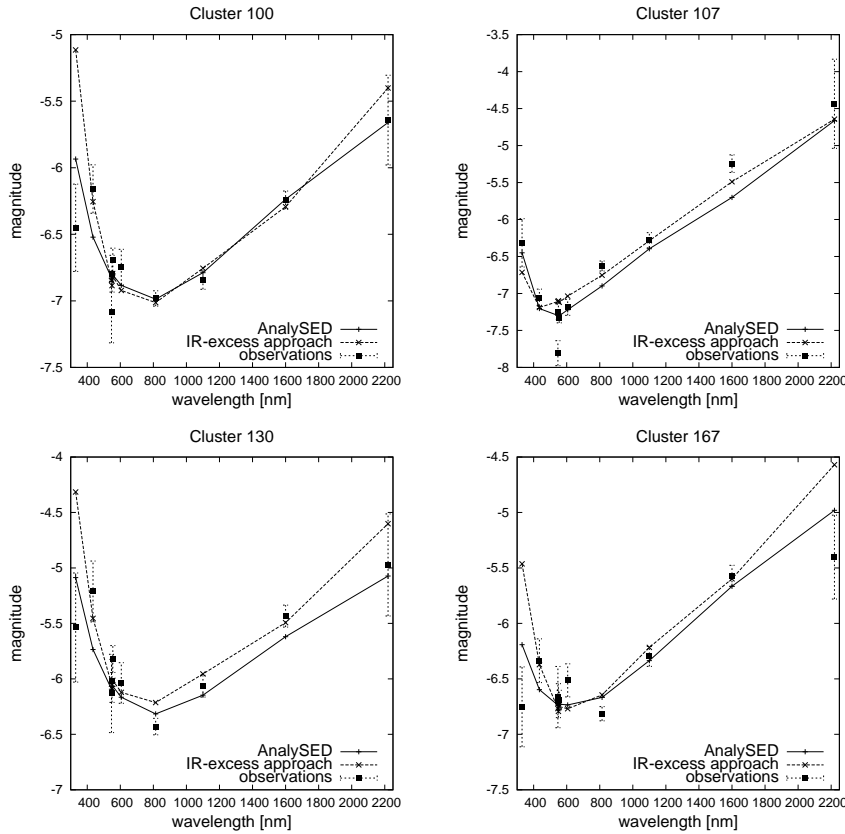 Cluster 100
-5
-5.5
-6
-6.5
-7
-7.5
magnitude
400 600 800 1000 1200 1400 1600 1800 2000 2200
wavelength [nm]
AnalySED
IR-excess approach
observations
Cluster 107
-3.5
-4
-4.5
-5
-5.5
-6
-6.5
-7
-7.5
-8
magnitude
400 600 800 1000 1200 1400 1600 1800 2000 2200
wavelength [nm]
AnalySED
IR-excess approach
observations
Cluster 130
-4
-4.5
-5
-5.5
-6
-6.5
-7
magnitude
400 600 800 1000 1200 1400 1600 1800 2000 2200
wavelength [nm]
AnalySED
IR-excess approach
observations
Cluster 167
-4.5
-5
-5.5
-6
-6.5
-7
-7.5
magnitude
400 600 800 1000 1200 1400 1600 1800 2000 2200
wavelength [nm]
AnalySED
IR-excess approach
observations